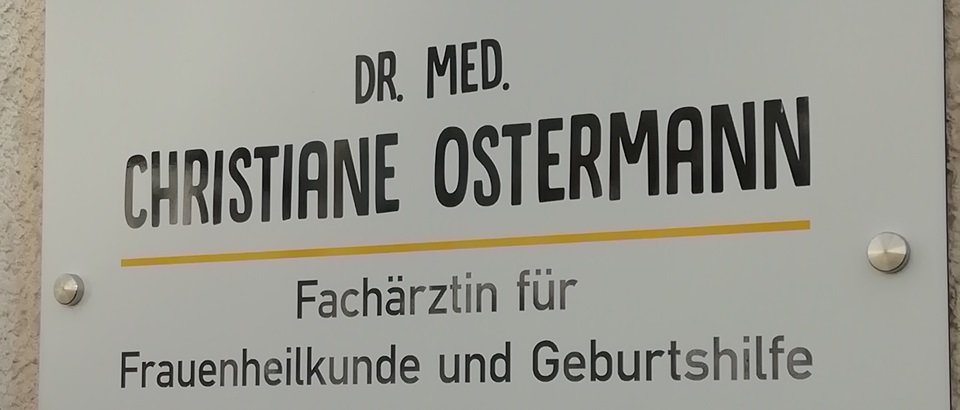 DR. MED.
CHRISTIANE OSTERMANN
Fachärztin für
Frauenheilkunde und Geburtshilfe